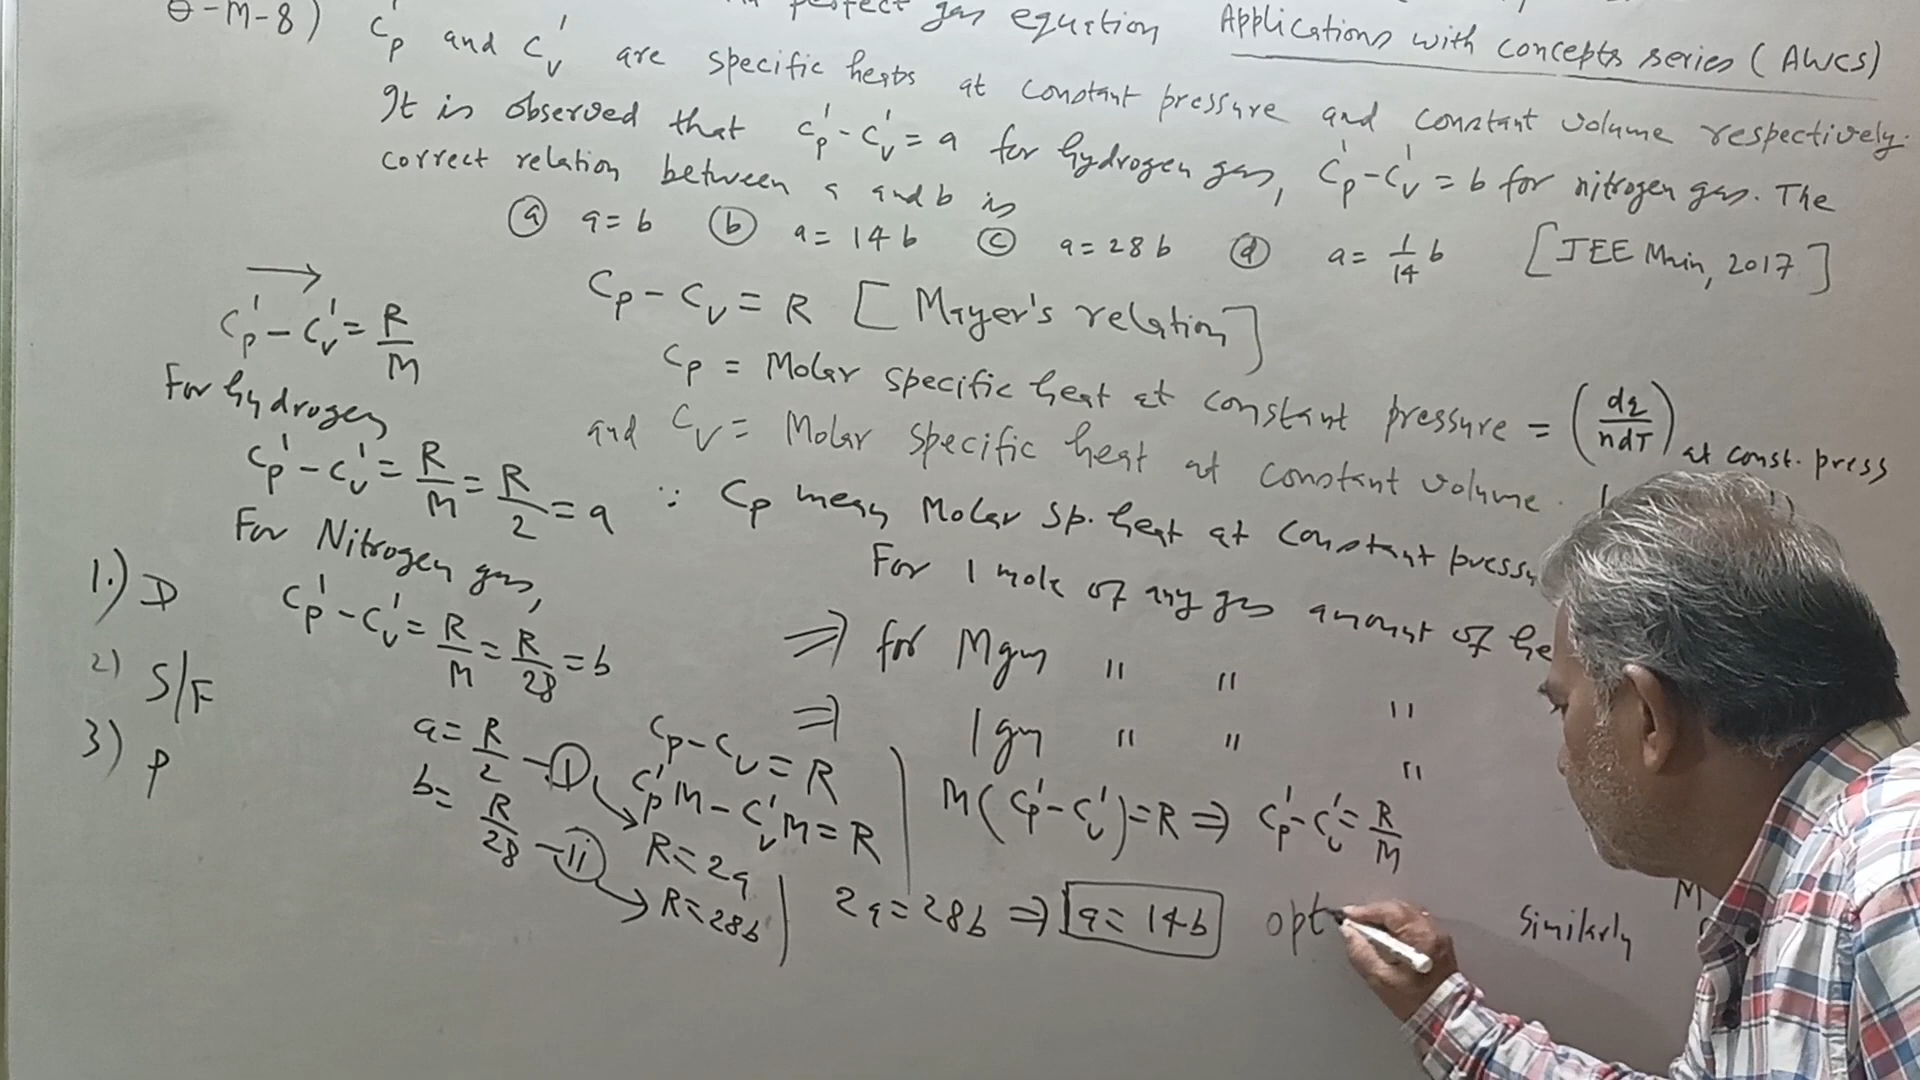 θ-M-8) perfect gas equation Applications with concepts series (AWCS)
Cp' and Cv' are specific heats at constant pressure and constant volume respectively.
It is observed that Cp'-Cv' = a for hydrogen gas, Cp'-Cv' = b for nitrogen gas. The
correct relation between a and b is
(a) a = b (b) a = 14b (c) a = 28b (d) a = 1/14 b [JEE Main, 2017]
→
Cp'-Cv' = R/M
Cp - Cv = R [Mayer's relation]
Cp = Molar specific heat at constant pressure = (dq/ndT) at const. press
and Cv = Molar specific heat at constant volume.
∵ Cp mean Molar sp. heat at constant pressu
For 1 mole of any gas amount of he
⇒ for M gm " " "
⇒ 1 gm " " "
"
For hydrogen
Cp'-Cv' = R/M = R/2 = a
For Nitrogen gas,
Cp'-Cv' = R/M = R/28 = b
1.) D
2) S/F
3) P
a = R/2 - (i)
b = R/28 - (ii)
Cp-Cv = R
Cp'M - Cv'M = R
R = 2a
R = 28b
M(Cp'-Cv') = R ⇒ Cp'-Cv' = R/M
2a = 28b ⇒ a = 14b opt
Similarly M